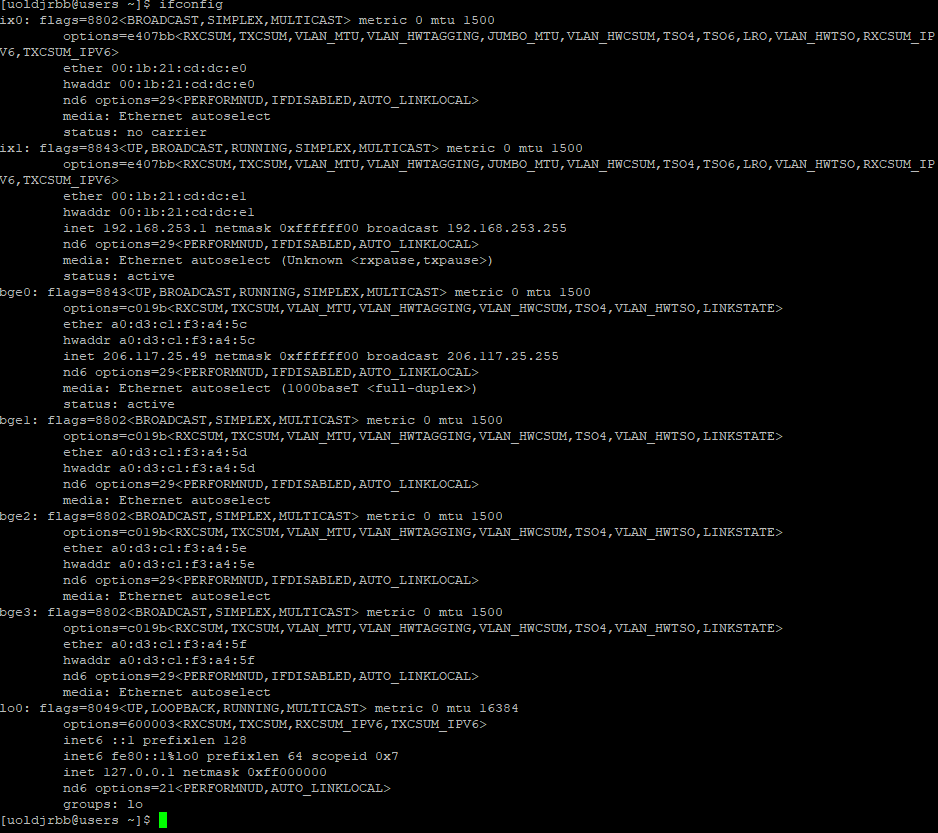 [uoldjrbb@users ~]$ ifconfig
ix0: flags=8802<BROADCAST,SIMPLEX,MULTICAST> metric 0 mtu 1500
        options=e407bb<RXCSUM,TXCSUM,VLAN_MTU,VLAN_HWTAGGING,JUMBO_MTU,VLAN_HWCSUM,TSO4,TSO6,LRO,VLAN_HWTSO,RXCSUM_IP
V6,TXCSUM_IPV6>
        ether 00:1b:21:cd:dc:e0
        hwaddr 00:1b:21:cd:dc:e0
        nd6 options=29<PERFORMNUD,IFDISABLED,AUTO_LINKLOCAL>
        media: Ethernet autoselect
        status: no carrier
ix1: flags=8843<UP,BROADCAST,RUNNING,SIMPLEX,MULTICAST> metric 0 mtu 1500
        options=e407bb<RXCSUM,TXCSUM,VLAN_MTU,VLAN_HWTAGGING,JUMBO_MTU,VLAN_HWCSUM,TSO4,TSO6,LRO,VLAN_HWTSO,RXCSUM_IP
V6,TXCSUM_IPV6>
        ether 00:1b:21:cd:dc:e1
        hwaddr 00:1b:21:cd:dc:e1
        inet 192.168.253.1 netmask 0xffffff00 broadcast 192.168.253.255
        nd6 options=29<PERFORMNUD,IFDISABLED,AUTO_LINKLOCAL>
        media: Ethernet autoselect (Unknown <rxpause,txpause>)
        status: active
bge0: flags=8843<UP,BROADCAST,RUNNING,SIMPLEX,MULTICAST> metric 0 mtu 1500
        options=c019b<RXCSUM,TXCSUM,VLAN_MTU,VLAN_HWTAGGING,VLAN_HWCSUM,TSO4,VLAN_HWTSO,LINKSTATE>
        ether a0:d3:c1:f3:a4:5c
        hwaddr a0:d3:c1:f3:a4:5c
        inet 206.117.25.49 netmask 0xffffff00 broadcast 206.117.25.255
        nd6 options=29<PERFORMNUD,IFDISABLED,AUTO_LINKLOCAL>
        media: Ethernet autoselect (1000baseT <full-duplex>)
        status: active
bge1: flags=8802<BROADCAST,SIMPLEX,MULTICAST> metric 0 mtu 1500
        options=c019b<RXCSUM,TXCSUM,VLAN_MTU,VLAN_HWTAGGING,VLAN_HWCSUM,TSO4,VLAN_HWTSO,LINKSTATE>
        ether a0:d3:c1:f3:a4:5d
        hwaddr a0:d3:c1:f3:a4:5d
        nd6 options=29<PERFORMNUD,IFDISABLED,AUTO_LINKLOCAL>
        media: Ethernet autoselect
bge2: flags=8802<BROADCAST,SIMPLEX,MULTICAST> metric 0 mtu 1500
        options=c019b<RXCSUM,TXCSUM,VLAN_MTU,VLAN_HWTAGGING,VLAN_HWCSUM,TSO4,VLAN_HWTSO,LINKSTATE>
        ether a0:d3:c1:f3:a4:5e
        hwaddr a0:d3:c1:f3:a4:5e
        nd6 options=29<PERFORMNUD,IFDISABLED,AUTO_LINKLOCAL>
        media: Ethernet autoselect
bge3: flags=8802<BROADCAST,SIMPLEX,MULTICAST> metric 0 mtu 1500
        options=c019b<RXCSUM,TXCSUM,VLAN_MTU,VLAN_HWTAGGING,VLAN_HWCSUM,TSO4,VLAN_HWTSO,LINKSTATE>
        ether a0:d3:c1:f3:a4:5f
        hwaddr a0:d3:c1:f3:a4:5f
        nd6 options=29<PERFORMNUD,IFDISABLED,AUTO_LINKLOCAL>
        media: Ethernet autoselect
lo0: flags=8049<UP,LOOPBACK,RUNNING,MULTICAST> metric 0 mtu 16384
        options=600003<RXCSUM,TXCSUM,RXCSUM_IPV6,TXCSUM_IPV6>
        inet6 ::1 prefixlen 128
        inet6 fe80::1%lo0 prefixlen 64 scopeid 0x7
        inet 127.0.0.1 netmask 0xff000000
        nd6 options=21<PERFORMNUD,AUTO_LINKLOCAL>
        groups: lo
[uoldjrbb@users ~]$